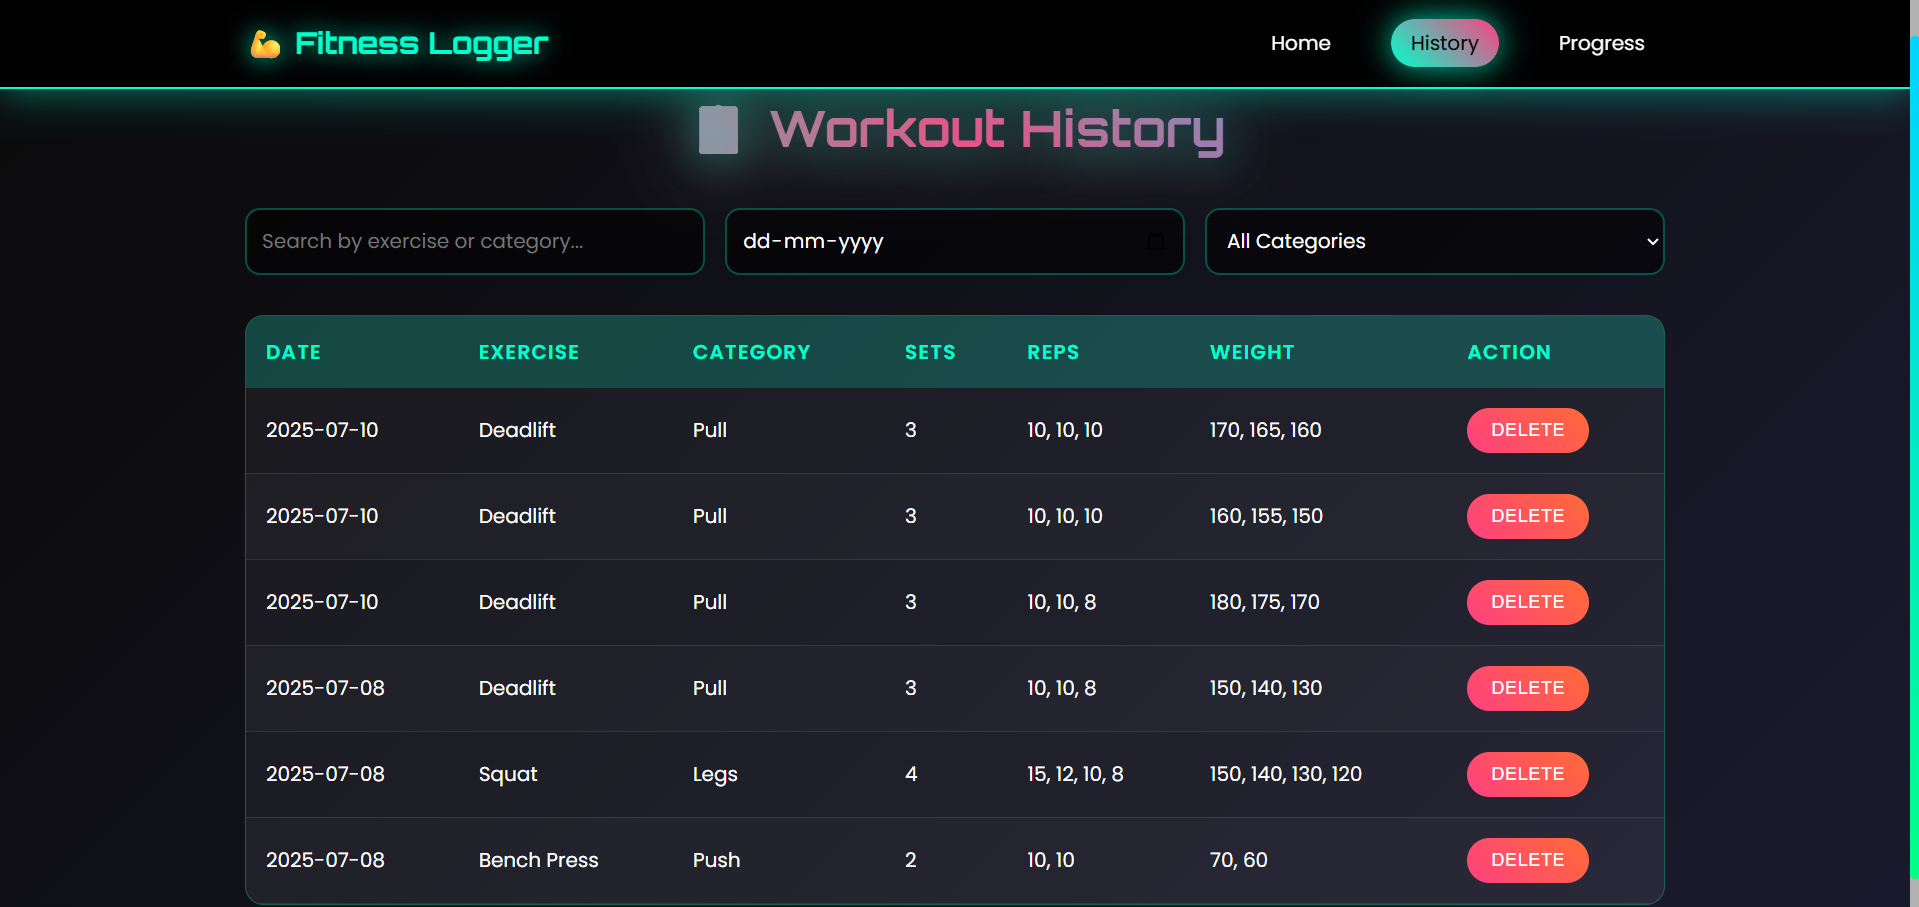 💪 Fitness Logger
Home
History
Progress
Workout History
Search by exercise or category...
dd-mm-yyyy
All Categories
DATE EXERCISE CATEGORY SETS REPS WEIGHT ACTION
2025-07-10 Deadlift Pull 3 10, 10, 10 170, 165, 160 DELETE
2025-07-10 Deadlift Pull 3 10, 10, 10 160, 155, 150 DELETE
2025-07-10 Deadlift Pull 3 10, 10, 8 180, 175, 170 DELETE
2025-07-08 Deadlift Pull 3 10, 10, 8 150, 140, 130 DELETE
2025-07-08 Squat Legs 4 15, 12, 10, 8 150, 140, 130, 120 DELETE
2025-07-08 Bench Press Push 2 10, 10 70, 60 DELETE